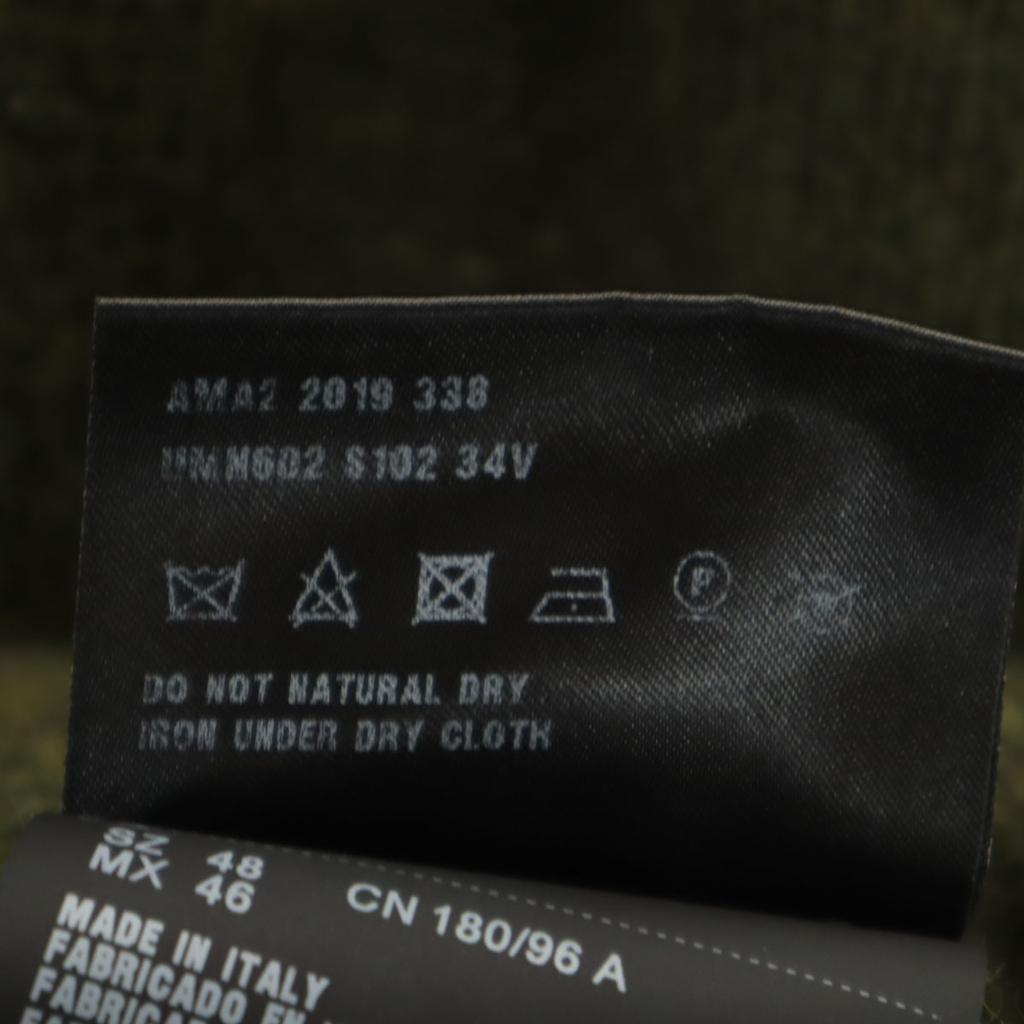 AMA2 2019 338
UMM602 S102 34V
P
DO NOT NATURAL DRY
IRON UNDER DRY CLOTH
SZ 48
MX 46
CN 180/96 A
MADE IN ITALY
FABRICADO EN